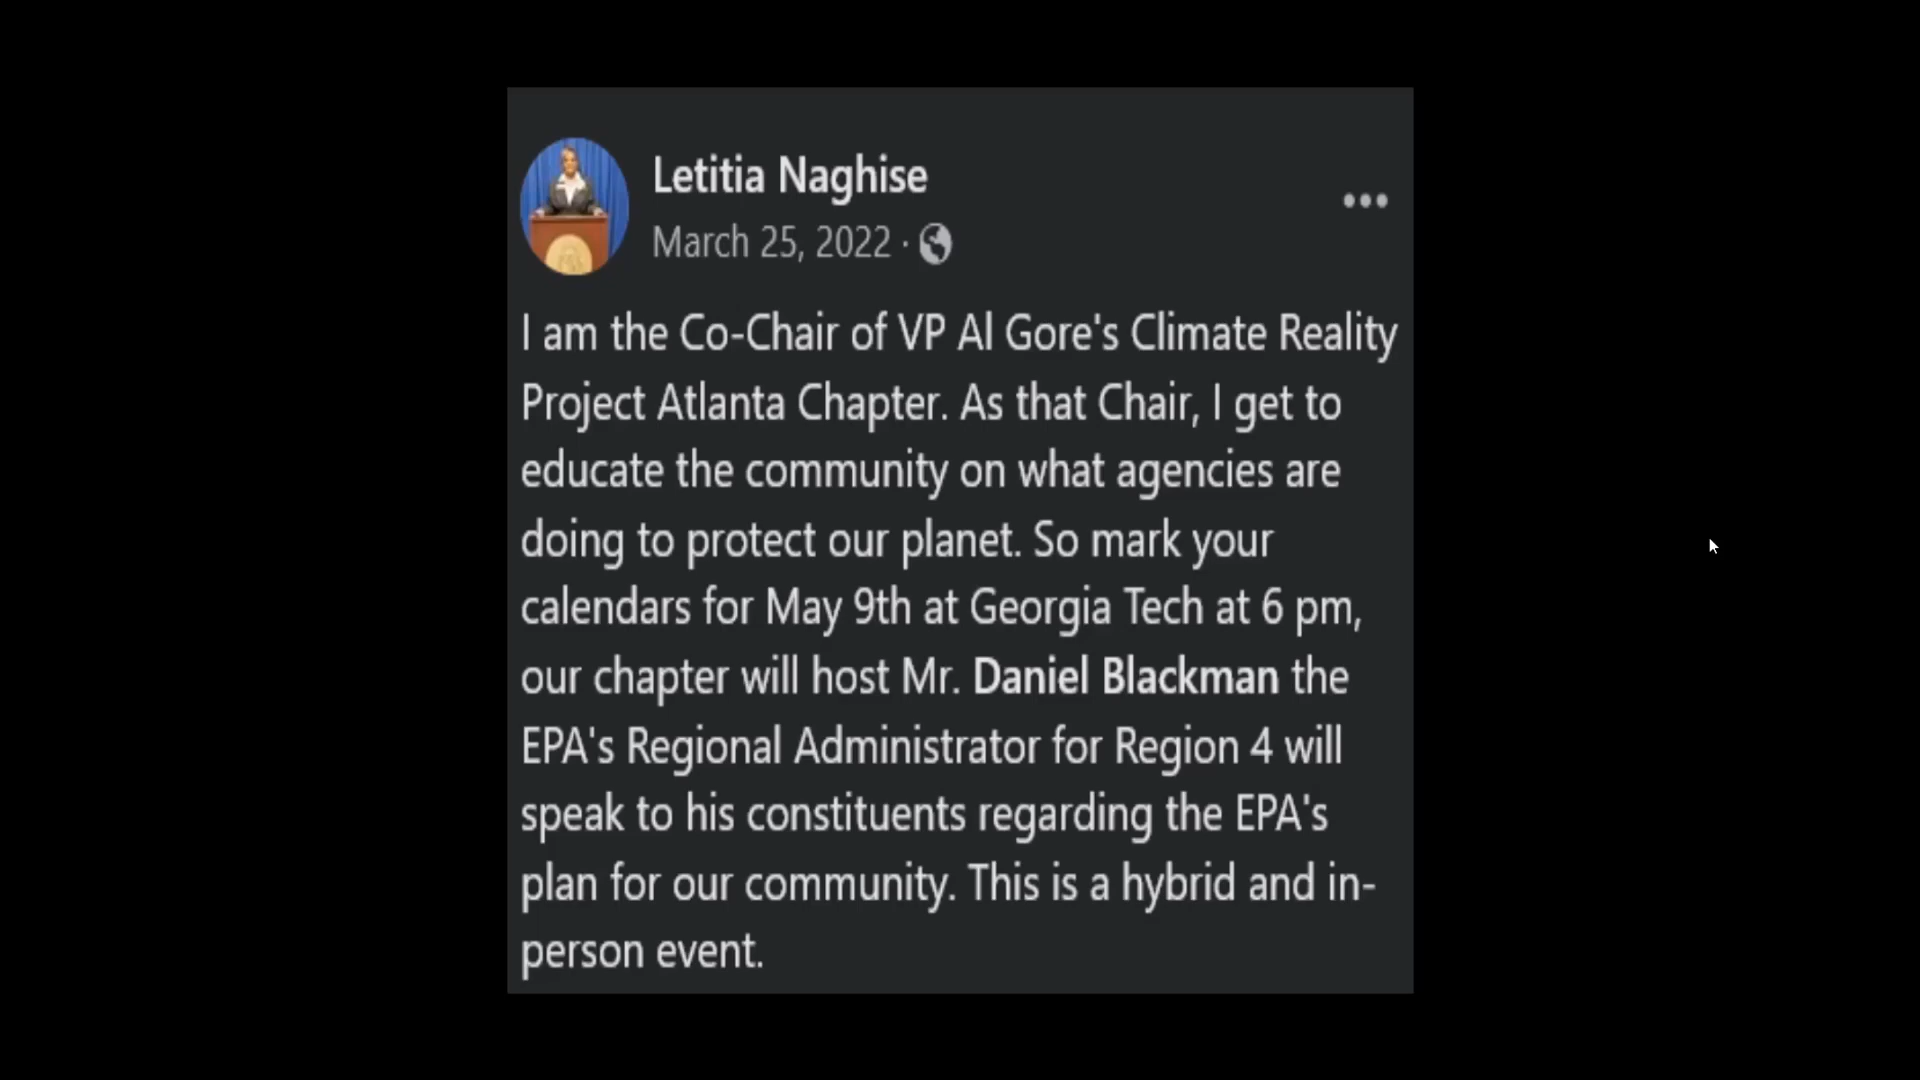 Letitia Naghise
March 25, 2022 ·
I am the Co-Chair of VP Al Gore's Climate Reality
Project Atlanta Chapter. As that Chair, I get to
educate the community on what agencies are
doing to protect our planet. So mark your
calendars for May 9th at Georgia Tech at 6 pm,
our chapter will host Mr. Daniel Blackman the
EPA's Regional Administrator for Region 4 will
speak to his constituents regarding the EPA's
plan for our community. This is a hybrid and in-
person event.